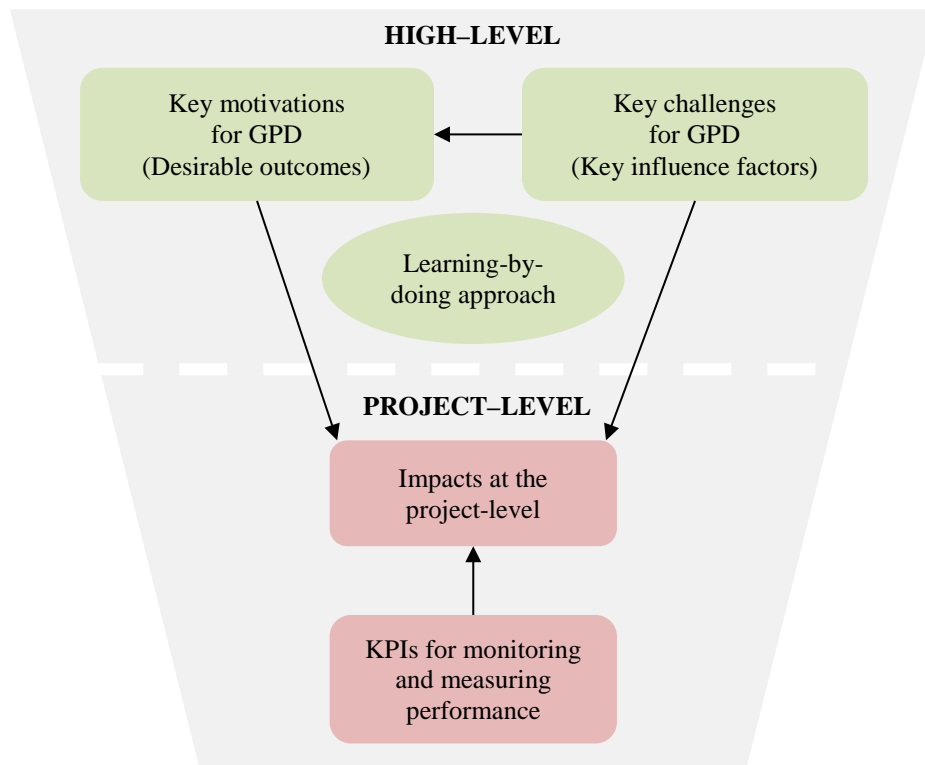 HIGH–LEVEL
Key motivations
for GPD
(Desirable outcomes)
Key challenges
for GPD
(Key influence factors)
Learning-by-
doing approach
PROJECT–LEVEL
Impacts at the
project-level
KPIs for monitoring
and measuring
performance